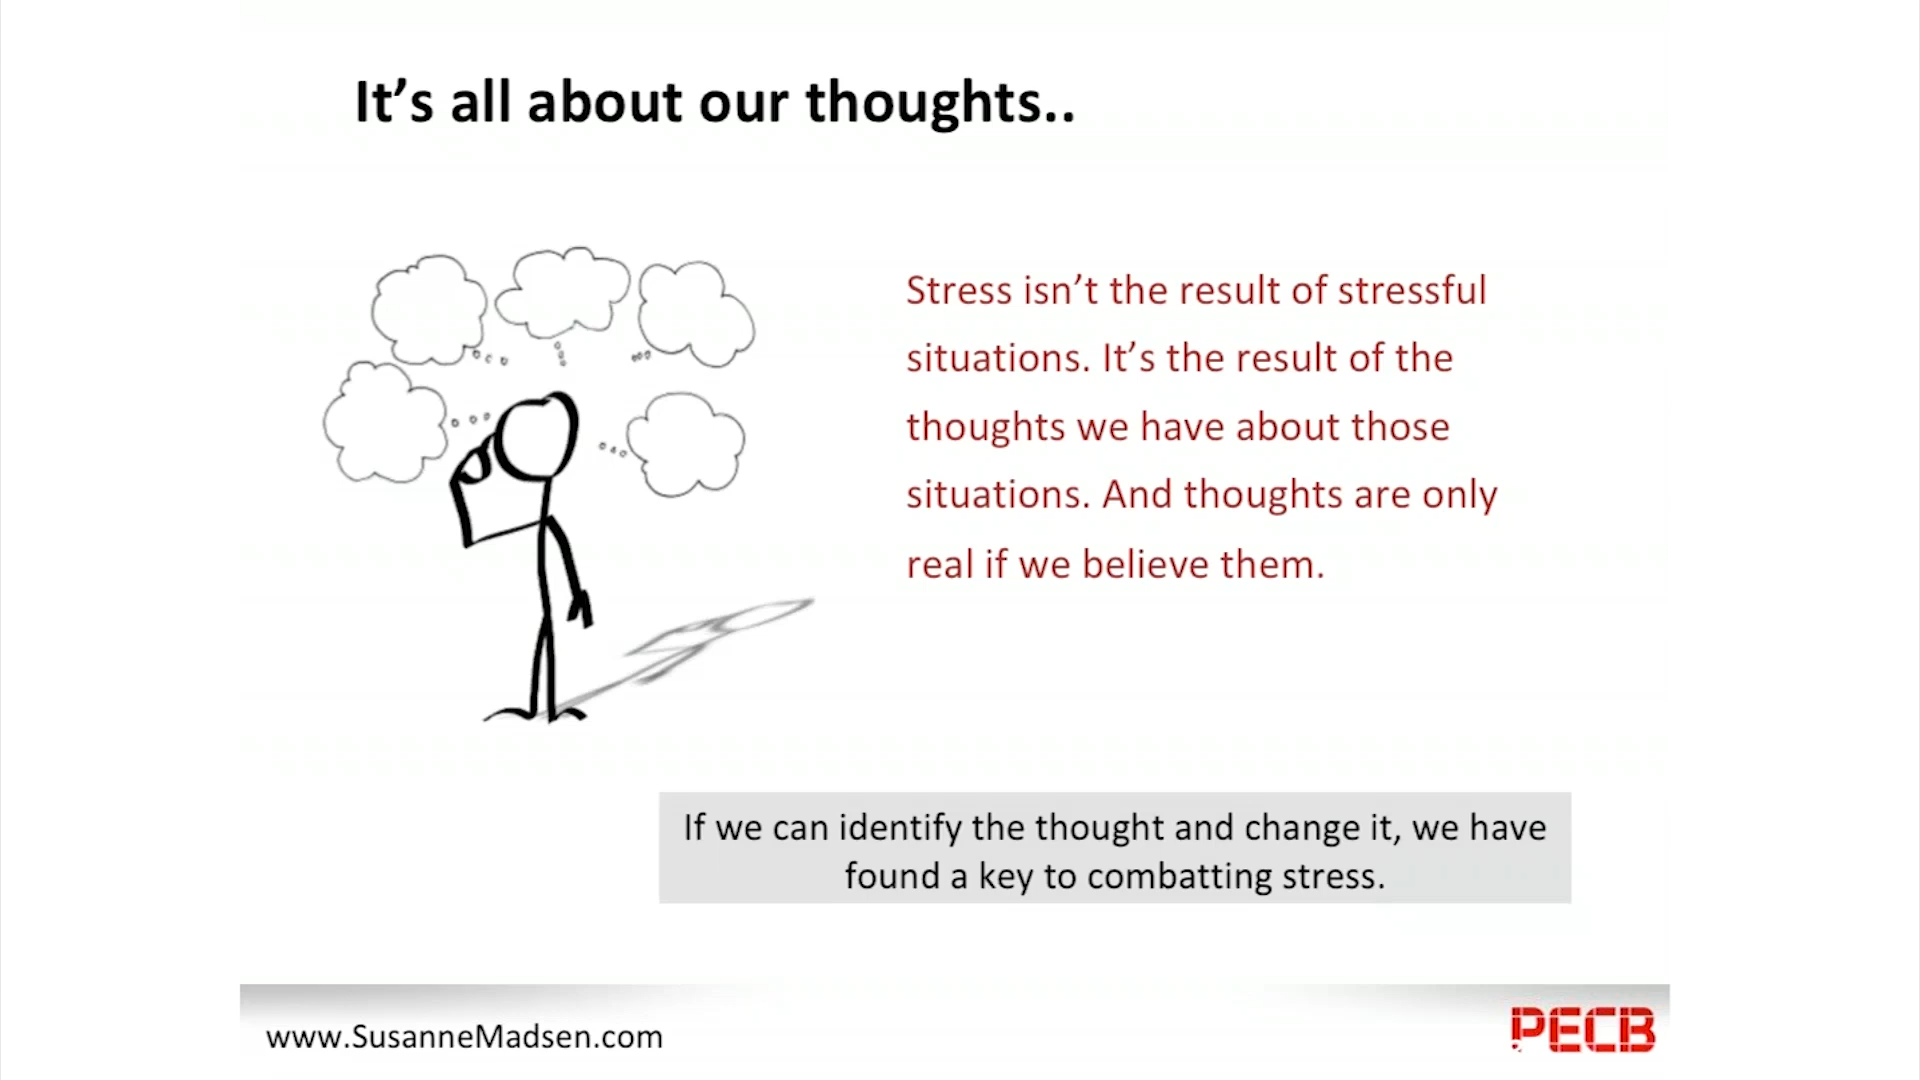 It’s all about our thoughts..
Stress isn’t the result of stressful
situations. It’s the result of the
thoughts we have about those
situations. And thoughts are only
real if we believe them.
If we can identify the thought and change it, we have
found a key to combatting stress.
www.SusanneMadsen.com
PECB